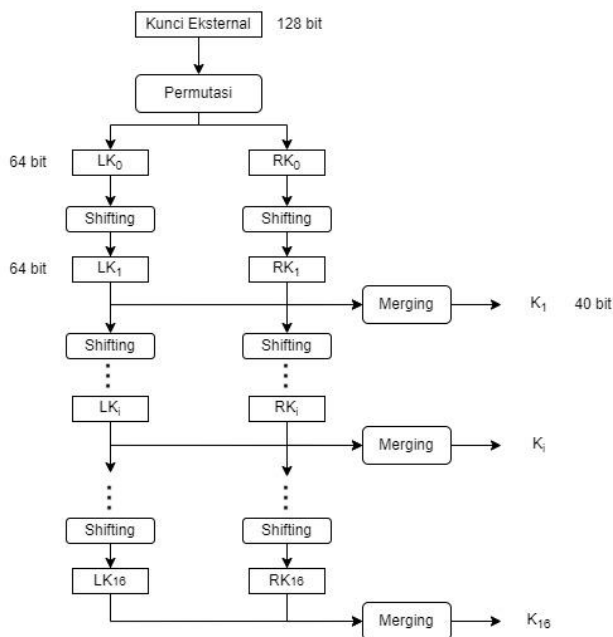 Kunci Eksternal 128 bit
Permutasi
64 bit LK₀ RK₀
Shifting Shifting
64 bit LK₁ RK₁
Merging K₁ 40 bit
Shifting Shifting
LKᵢ RKᵢ
Merging Kᵢ
Shifting Shifting
LK₁₆ RK₁₆
Merging K₁₆